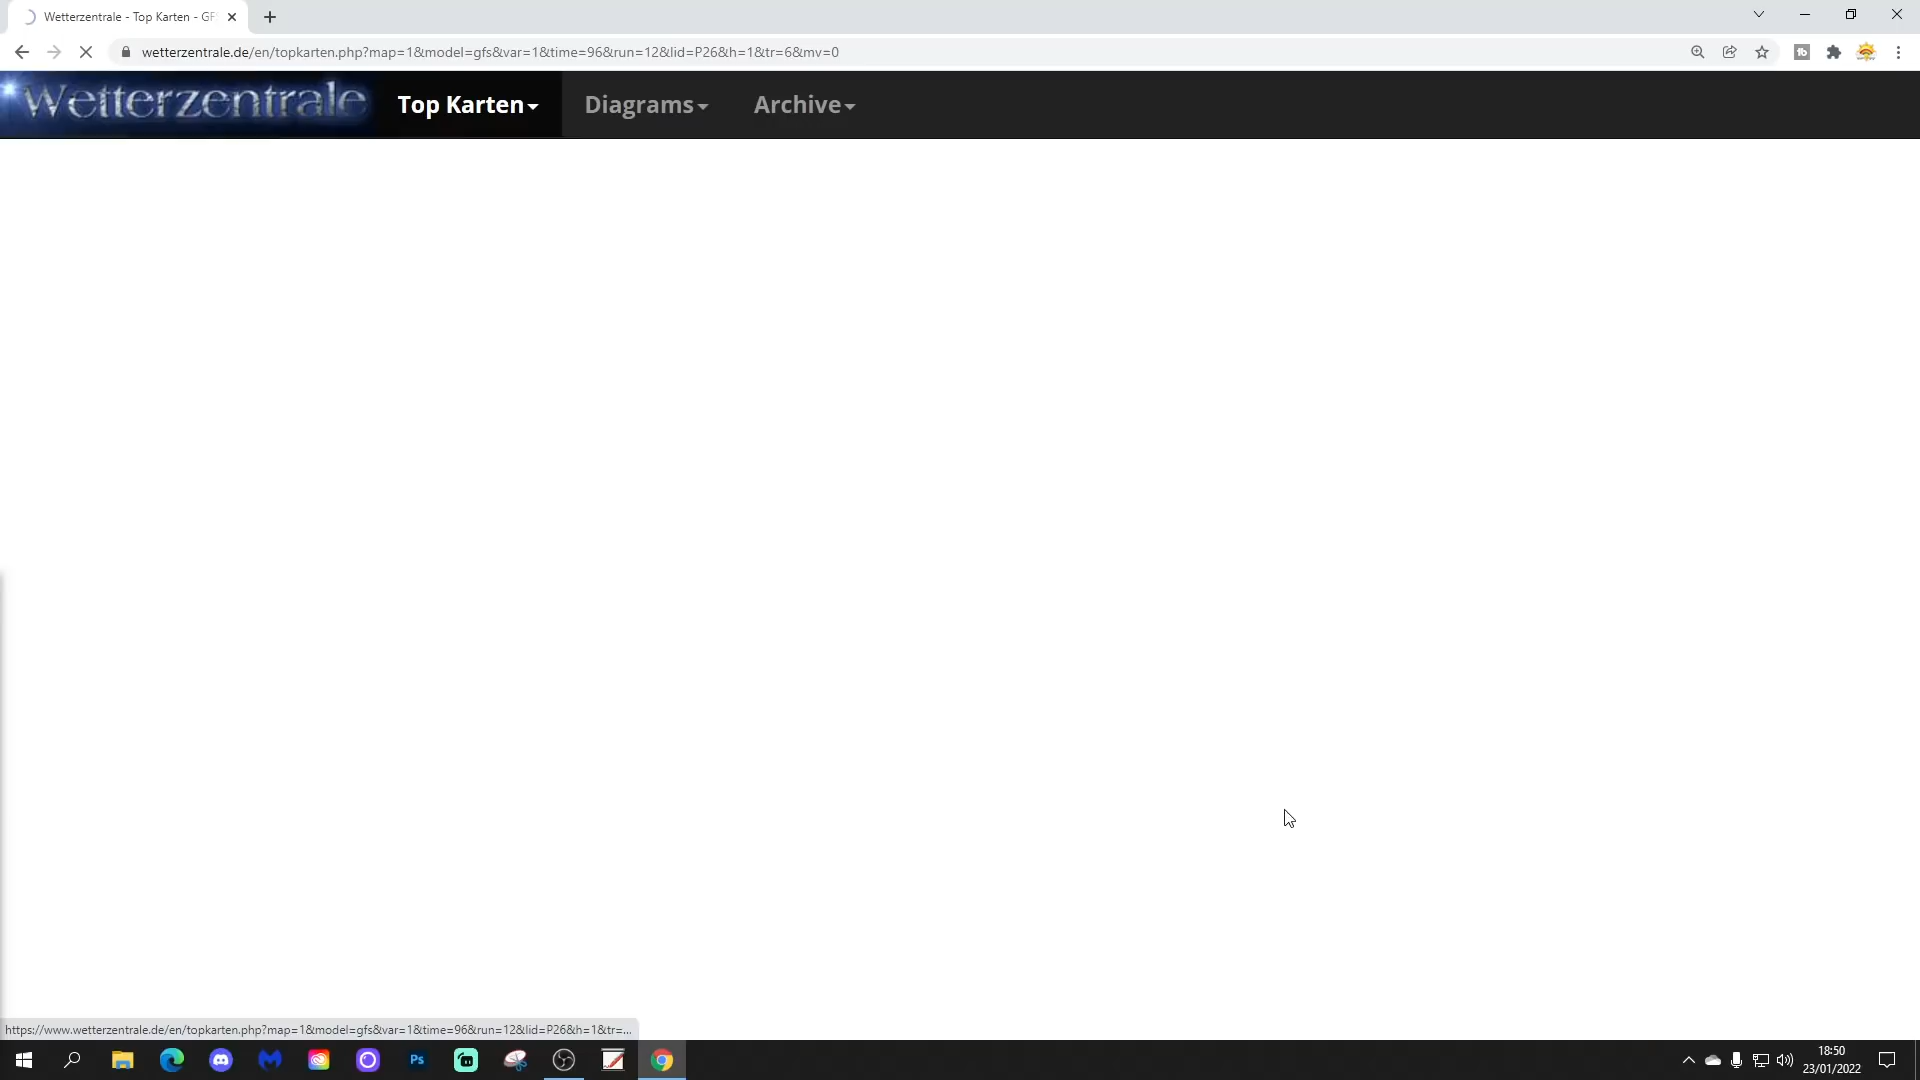 Wetterzentrale - Top Karten - GFS
wetterzentrale.de/en/topkarten.php?map=1&model=gfs&var=1&time=96&run=12&lid=P26&h=1&tr=6&mv=0
Wetterzentrale
Top Karten
Diagrams
Archive
https://www.wetterzentrale.de/en/topkarten.php?map=1&model=gfs&var=1&time=96&run=12&lid=P26&h=1&tr=...
Ps
18:50
23/01/2022